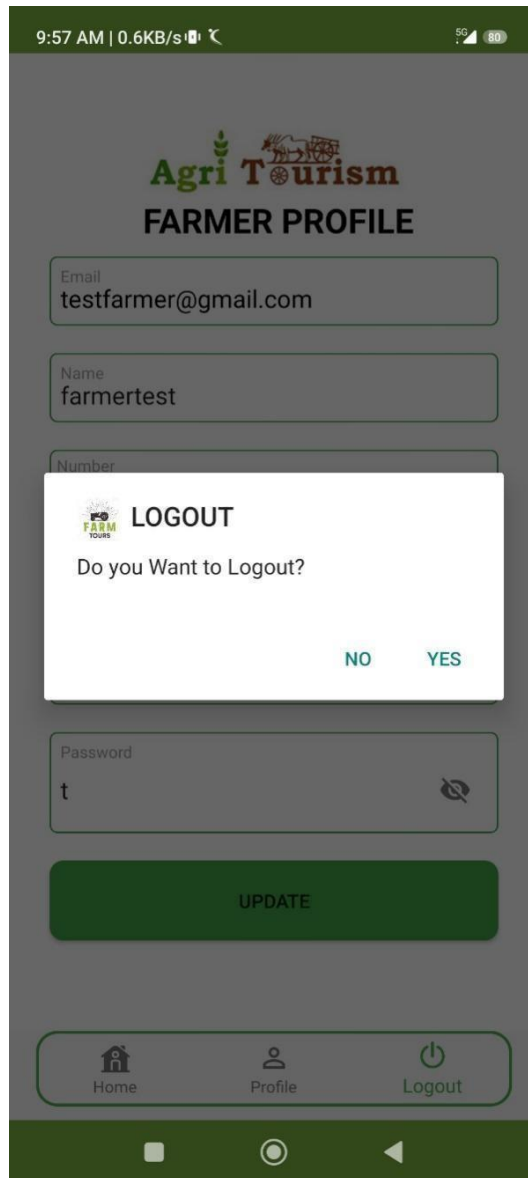 9:57 AM | 0.6KB/s
5G
80
Agri Tourism
FARMER PROFILE
Email
testfarmer@gmail.com
Name
farmertest
Number
FARM
TOURS
LOGOUT
Do you Want to Logout?
NO YES
Password
t
UPDATE
Home Profile Logout